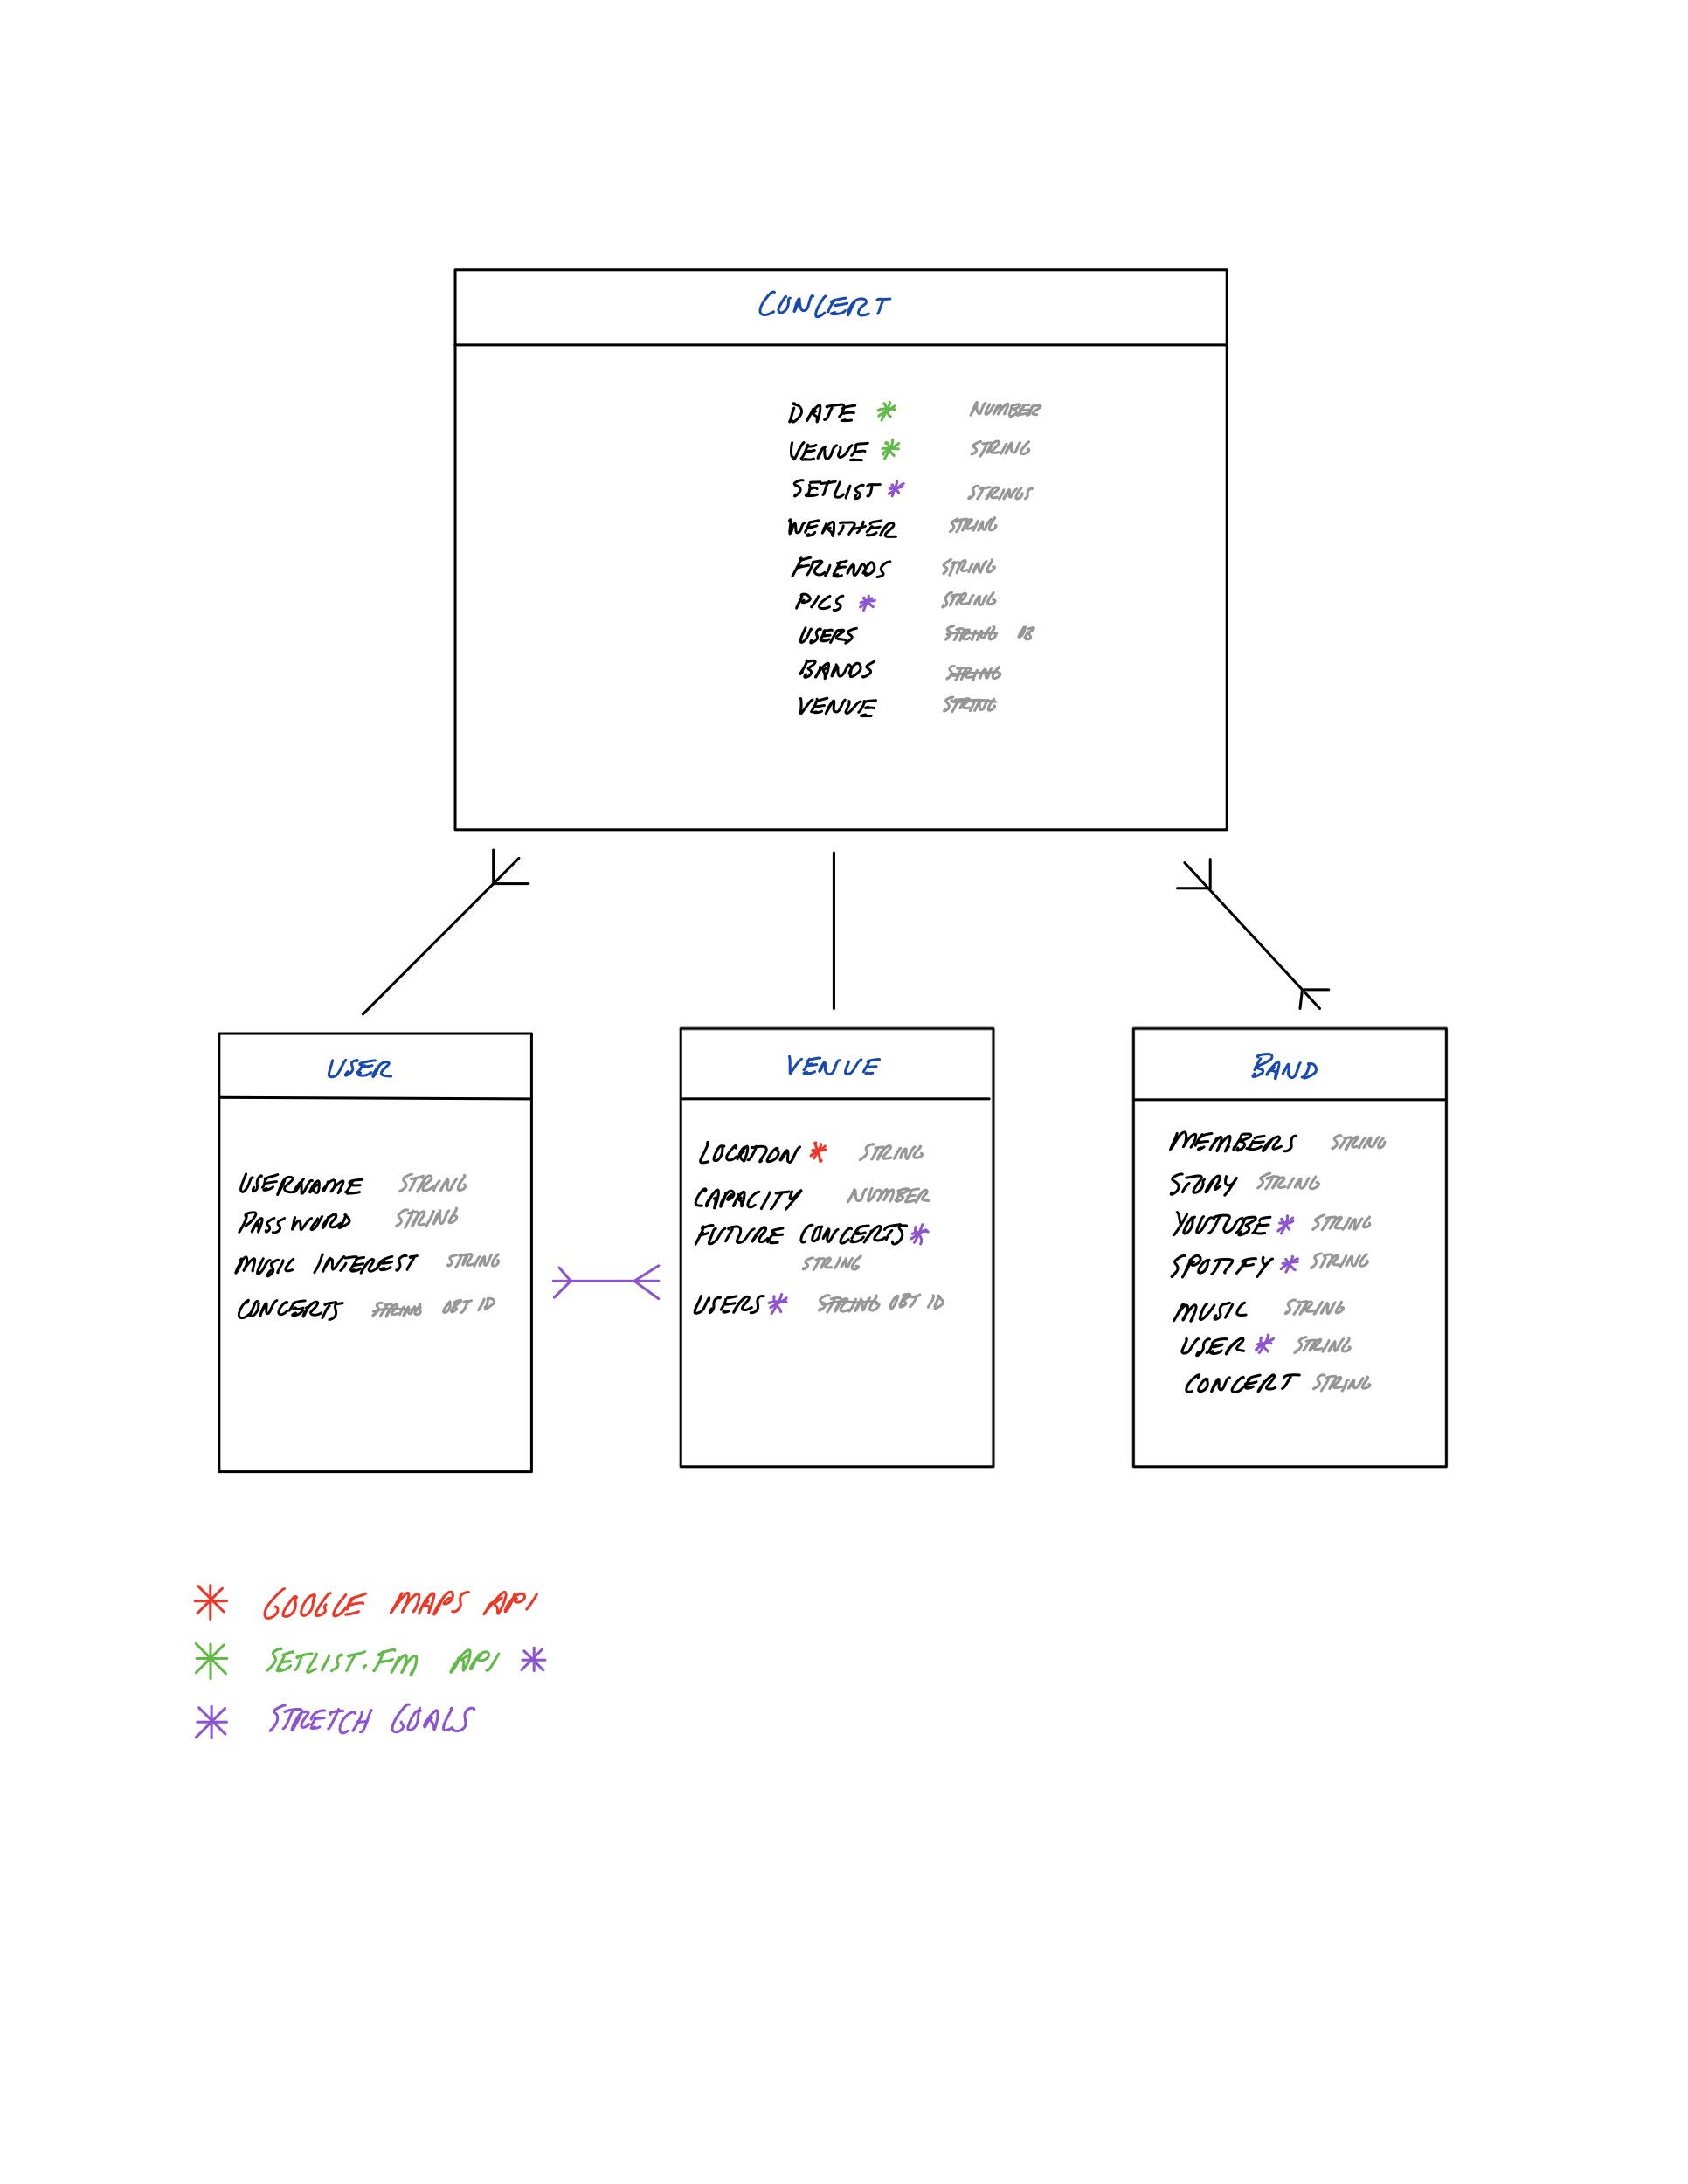 CONCERT
DATE * NUMBER
VENUE * STRING
SETLIST * STRINGS
WEATHER STRING
FRIENDS STRING
PICS * STRING
USERS STRING OB
BANDS STRING
VENUE STRING
USER
USERNAME STRING
PASSWORD STRING
MUSIC INTEREST STRING
CONCERTS STRING OBT ID
VENUE
LOCATION * STRING
CAPACITY NUMBER
FUTURE CONCERTS *
STRING
USERS * STRING OBT ID
BAND
MEMBERS STRING
STORY STRING
YOUTUBE * STRING
SPOTIFY * STRING
MUSIC STRING
USER * STRING
CONCERT STRING
* GOOGLE MAPS API
* SETLIST.FM API *
* STRETCH GOALS